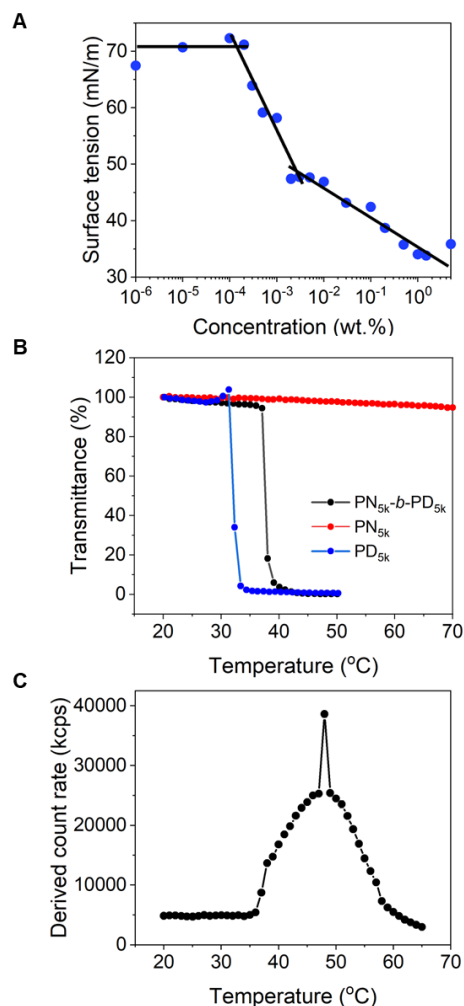 A
Surface tension (mN/m)
70
60
50
40
30
10⁻⁶ 10⁻⁵ 10⁻⁴ 10⁻³ 10⁻² 10⁻¹ 10⁰
Concentration (wt.%)
B
Transmittance (%)
120
100
80
60
40
20
0
PN₅ₖ-b-PD₅ₖ
PN₅ₖ
PD₅ₖ
20 30 40 50 60 70
Temperature (°C)
C
Derived count rate (kcps)
40000
30000
20000
10000
0
20 30 40 50 60 70
Temperature (°C)